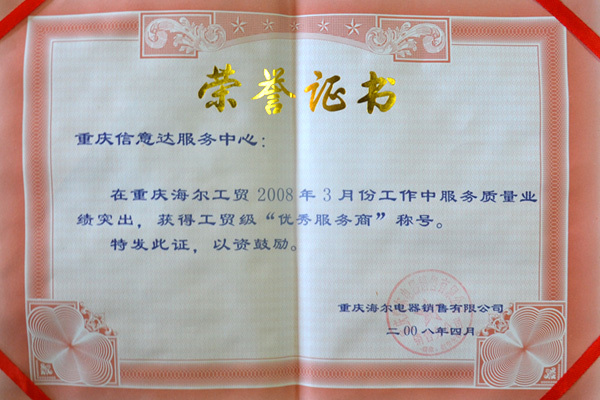 荣誉证书
重庆信意达服务中心:
在重庆海尔工贸2008年3月份工作中服务质量业
绩突出，获得工贸级“优秀服务商”称号。
特发此证，以资鼓励。
重庆海尔电器销售有限公司
二00八年四月